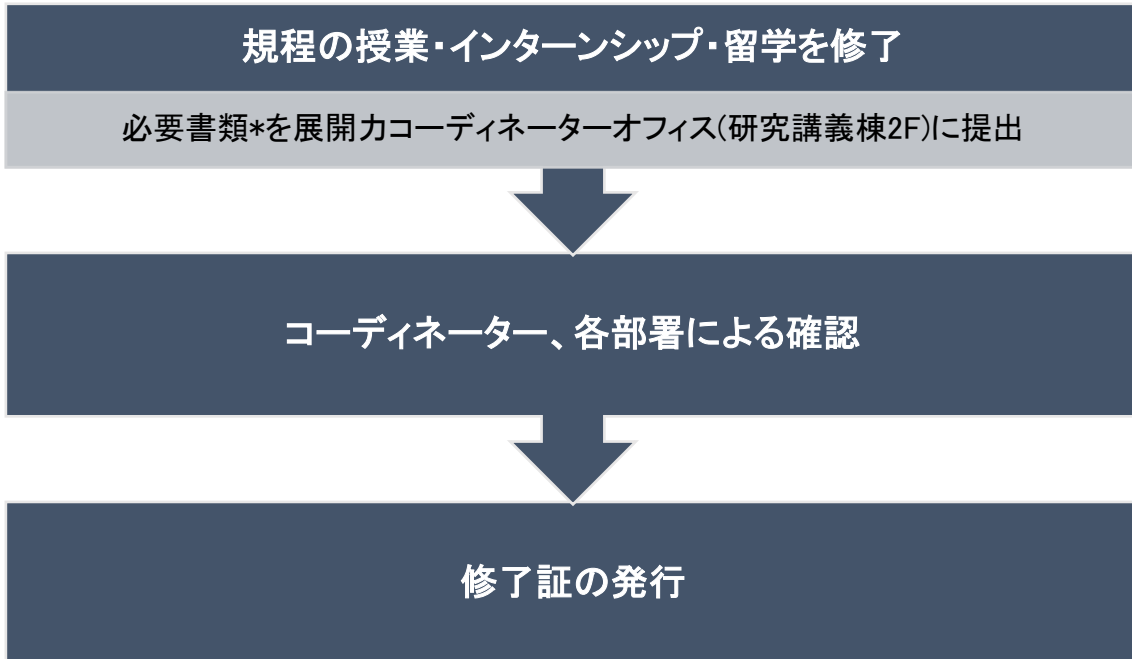 規程の授業・インターンシップ・留学を修了
必要書類*を展開力コーディネーターオフィス(研究講義棟2F)に提出
コーディネーター、各部署による確認
修了証の発行